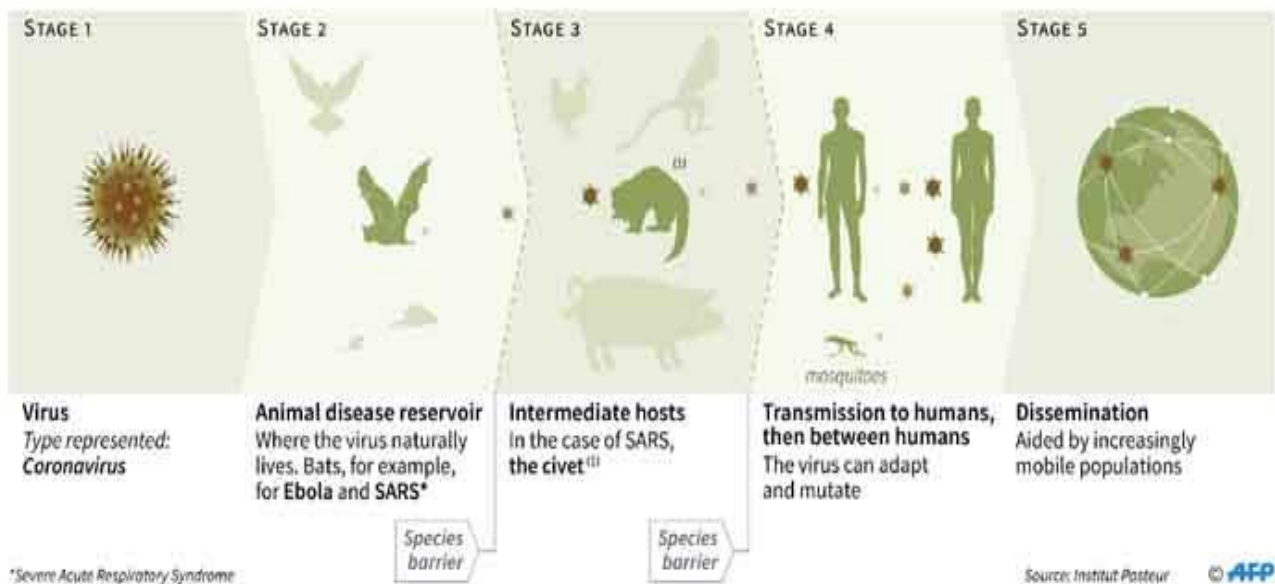 STAGE 1
STAGE 2
STAGE 3
STAGE 4
STAGE 5
(1)
mosquitoes
Virus
Type represented:
Coronavirus
Animal disease reservoir
Where the virus naturally
lives. Bats, for example,
for Ebola and SARS*
Intermediate hosts
In the case of SARS,
the civet(1)
Transmission to humans,
then between humans
The virus can adapt
and mutate
Dissemination
Aided by increasingly
mobile populations
Species
barrier
Species
barrier
*Severe Acute Respiratory Syndrome
Source: Institut Pasteur
© AFP